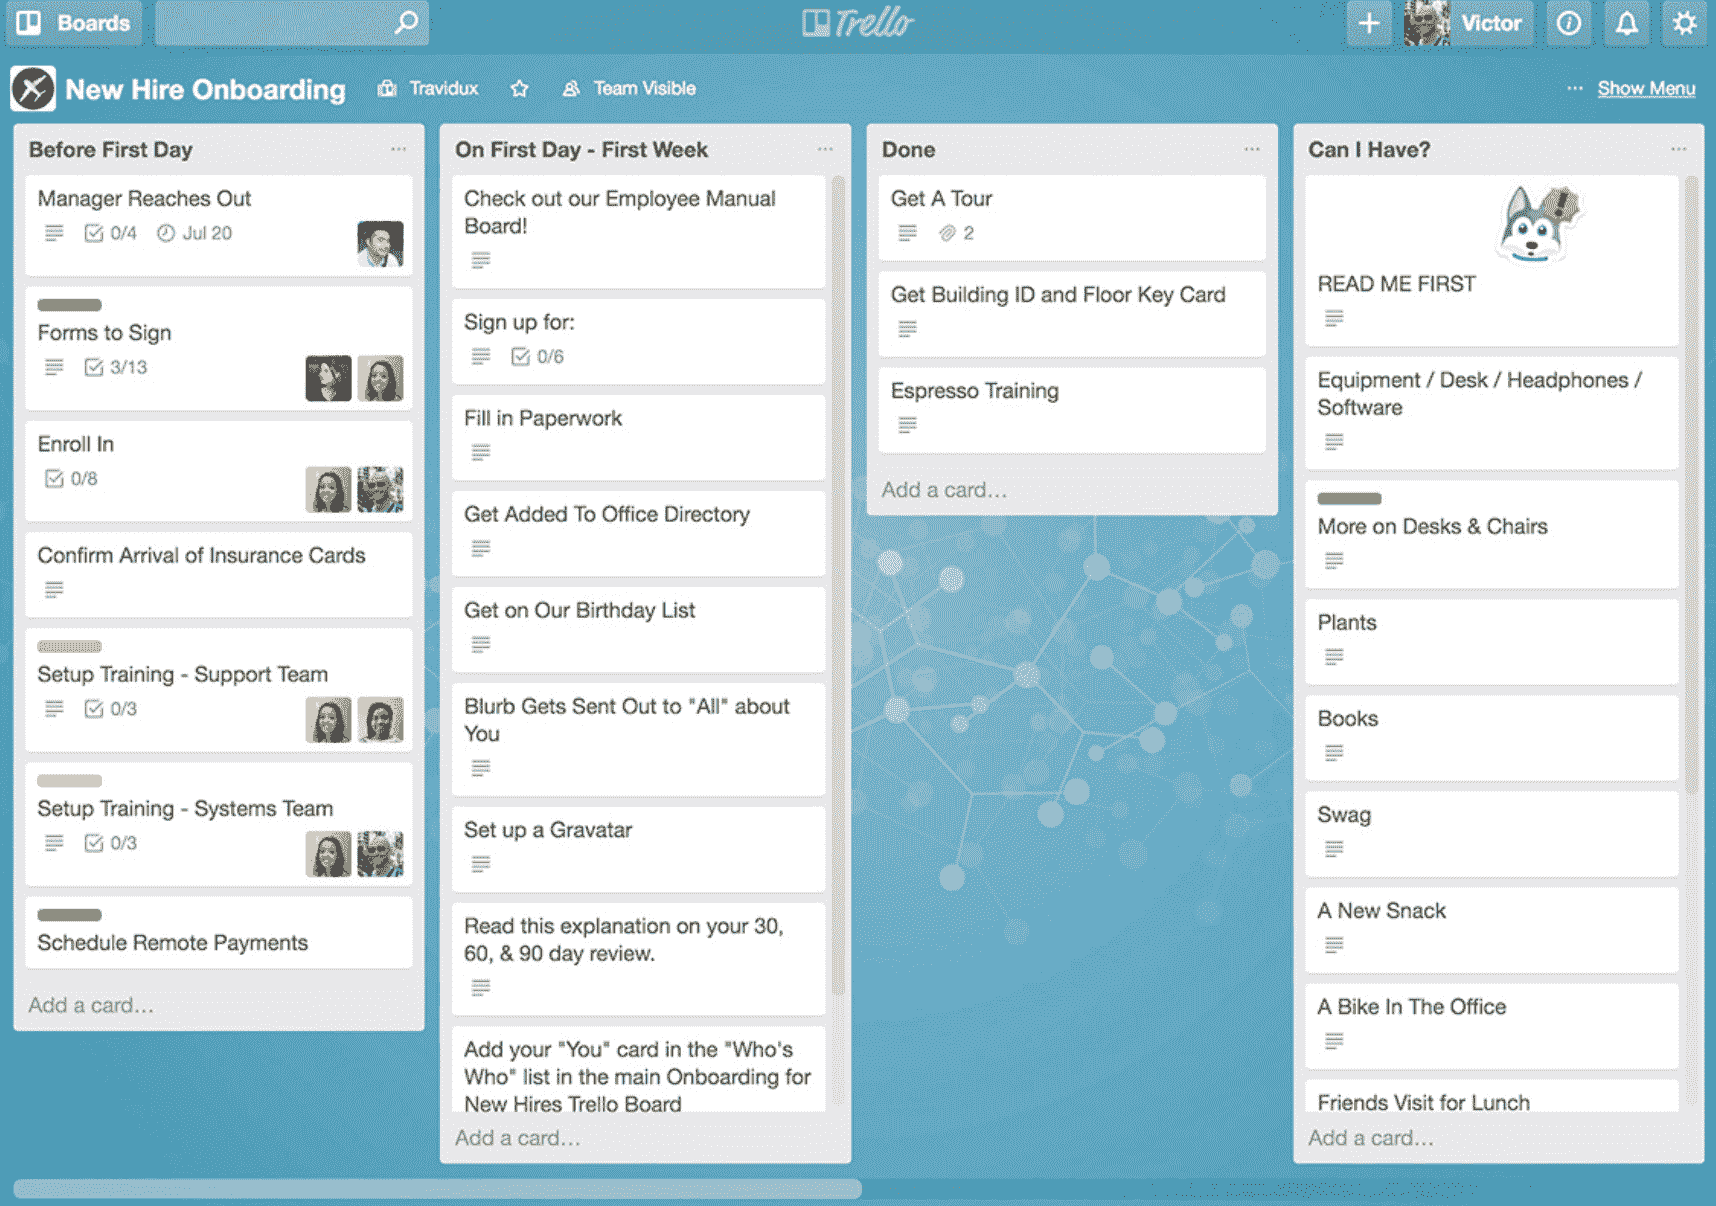 Boards
Trello
Victor
New Hire Onboarding
Travidux
Team Visible
... Show Menu
Before First Day
Manager Reaches Out
0/4 Jul 20
Forms to Sign
3/13
Enroll In
0/8
Confirm Arrival of Insurance Cards
Setup Training - Support Team
0/3
Setup Training - Systems Team
0/3
Schedule Remote Payments
Add a card...
On First Day - First Week
Check out our Employee Manual
Board!
Sign up for:
0/6
Fill in Paperwork
Get Added To Office Directory
Get on Our Birthday List
Blurb Gets Sent Out to "All" about
You
Set up a Gravatar
Read this explanation on your 30,
60, & 90 day review.
Add your "You" card in the "Who's
Who" list in the main Onboarding for
New Hires Trello Board
Add a card...
Done
Get A Tour
2
Get Building ID and Floor Key Card
Espresso Training
Add a card...
Can I Have?
!
READ ME FIRST
Equipment / Desk / Headphones /
Software
More on Desks & Chairs
Plants
Books
Swag
A New Snack
A Bike In The Office
Friends Visit for Lunch
Add a card...